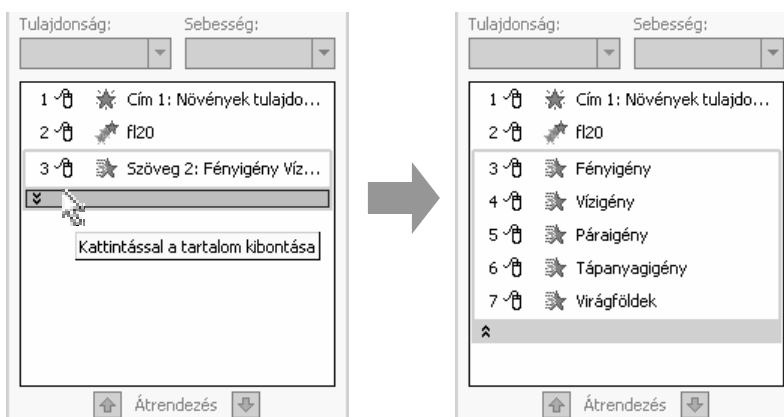 Tulajdonság: Sebesség:
1 Cím 1: Növények tulajdo...
2 fl20
3 Szöveg 2: Fényigény Víz...
Kattintással a tartalom kibontása
Átrendezés
Tulajdonság: Sebesség:
1 Cím 1: Növények tulajdo...
2 fl20
3 Fényigény
4 Vízigény
5 Páraigény
6 Tápanyagigény
7 Virágföldek
Átrendezés